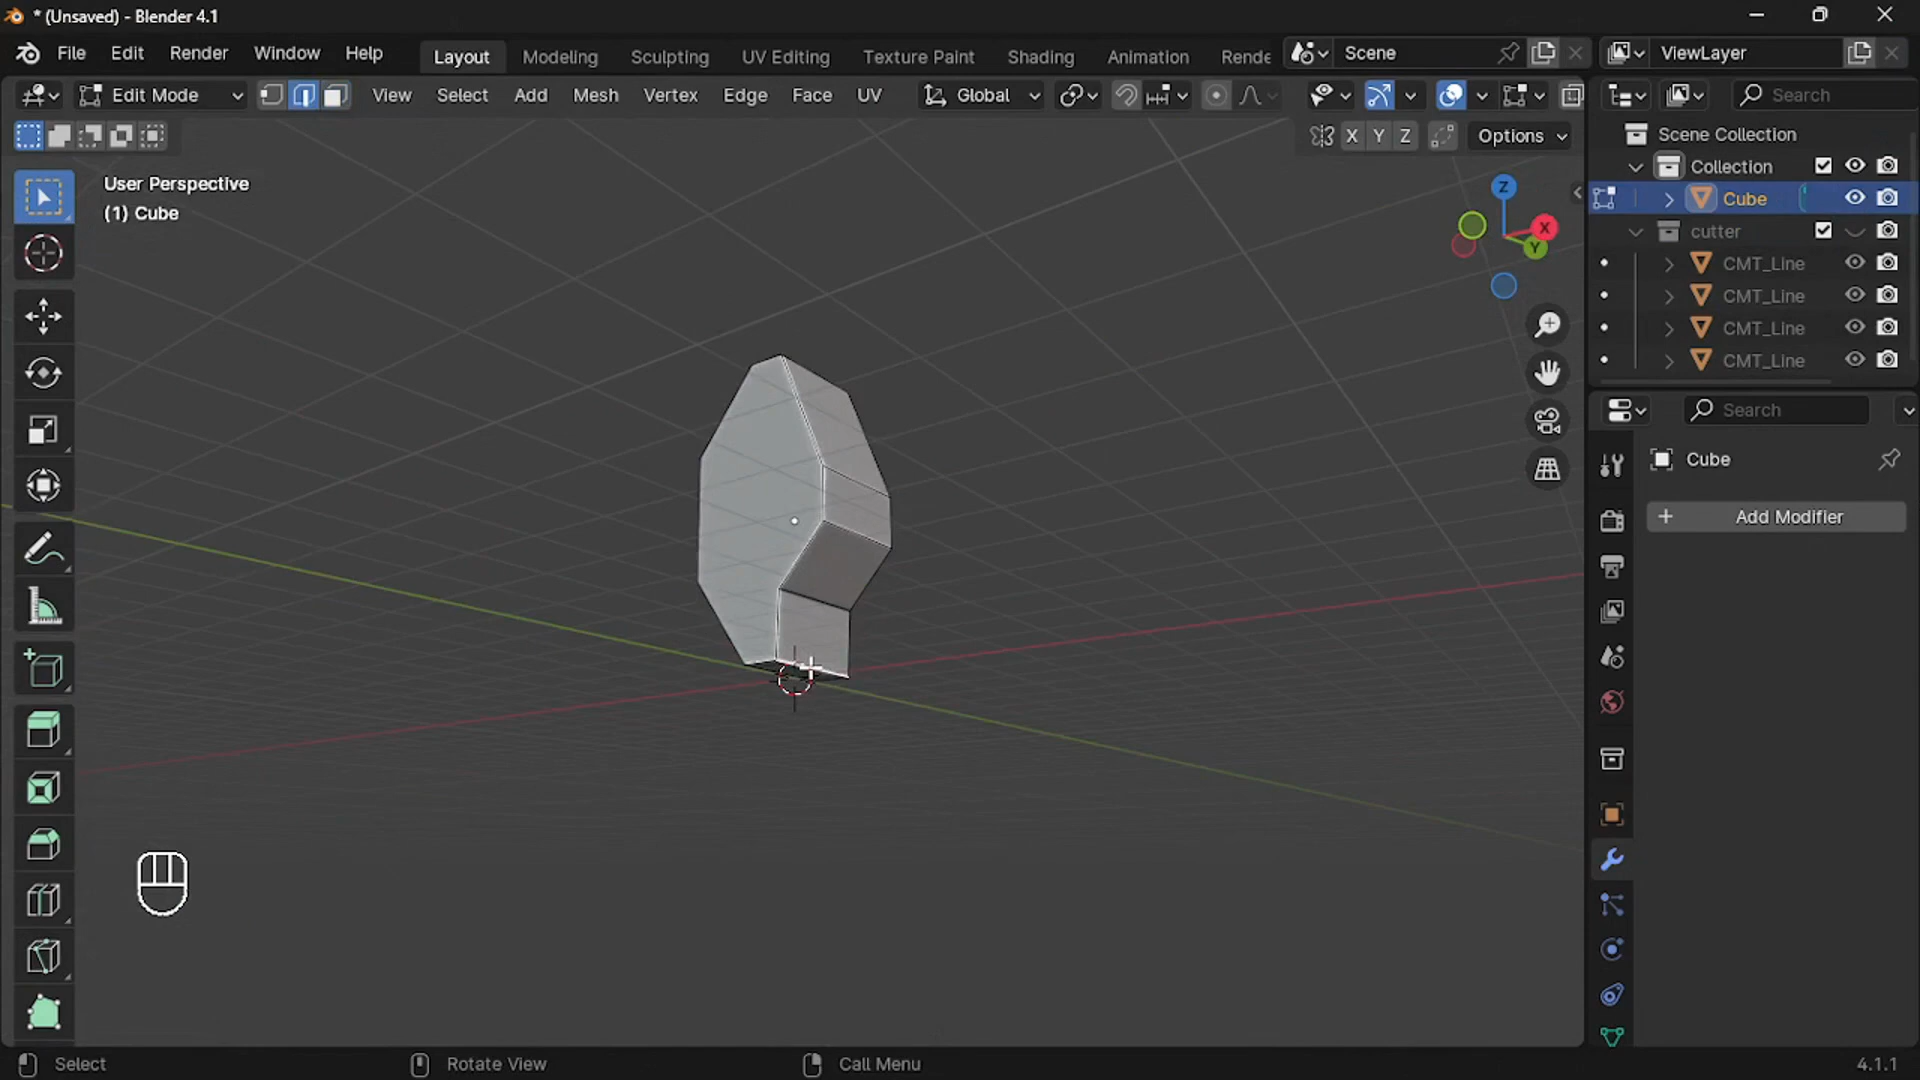 * (Unsaved) - Blender 4.1
File Edit Render Window Help Layout Modeling Sculpting UV Editing Texture Paint Shading Animation Rende Scene ViewLayer
Edit Mode View Select Add Mesh Vertex Edge Face UV Global Search
X Y Z Options
Scene Collection
Collection
User Perspective
(1) Cube
Z
X
Y
Cube
cutter
CMT_Line
CMT_Line
CMT_Line
CMT_Line
Search
Cube
Add Modifier
Select Rotate View Call Menu 4.1.1